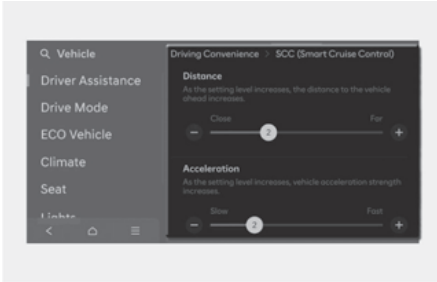 Vehicle
Driver Assistance
Drive Mode
ECO Vehicle
Climate
Seat
Lights
Driving Convenience > SCC (Smart Cruise Control)
Distance
As the setting level increases, the distance to the vehicle
ahead increases.
Close Far
− 2 +
Acceleration
As the setting level increases, vehicle acceleration strength
increases.
Slow Fast
− 2 +